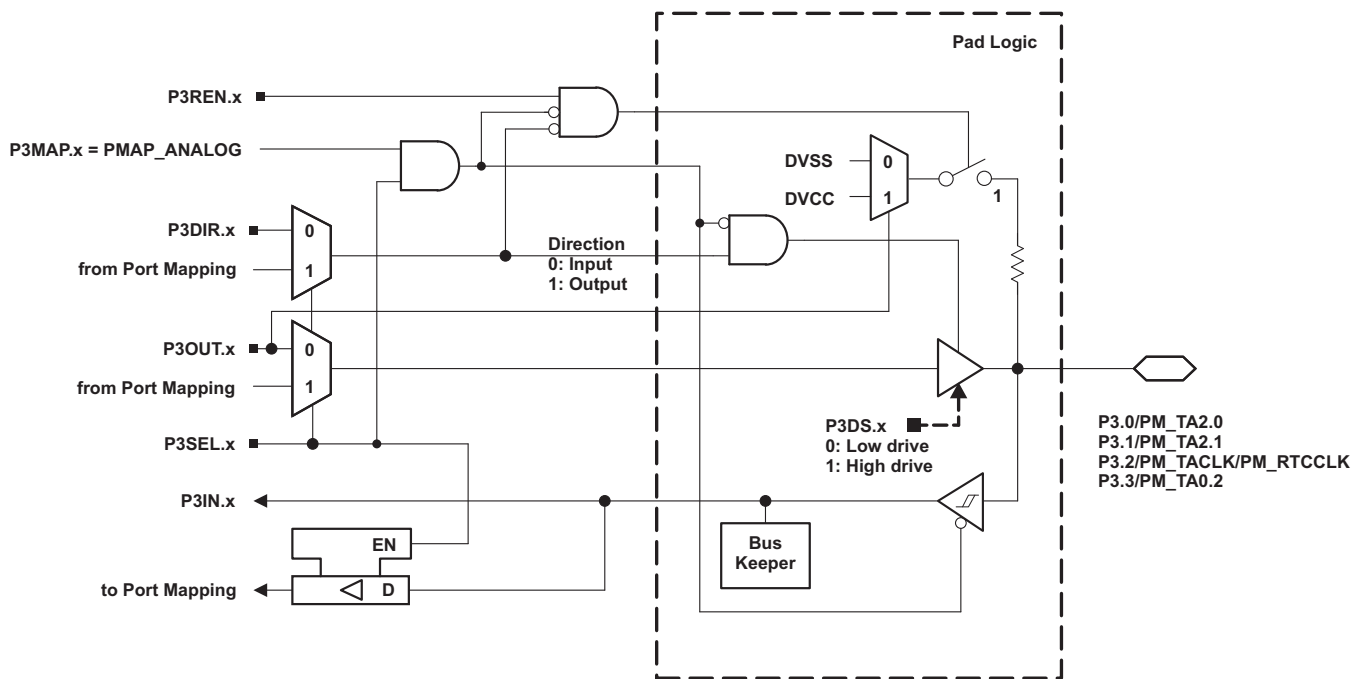 Pad Logic
P3REN.x
P3MAP.x = PMAP_ANALOG
DVSS
0
DVCC
1
1
P3DIR.x
0
from Port Mapping
1
Direction
0: Input
1: Output
P3OUT.x
0
from Port Mapping
1
P3SEL.x
P3DS.x
0: Low drive
1: High drive
P3.0/PM_TA2.0
P3.1/PM_TA2.1
P3.2/PM_TACLK/PM_RTCCLK
P3.3/PM_TA0.2
P3IN.x
EN
Bus
Keeper
to Port Mapping
D